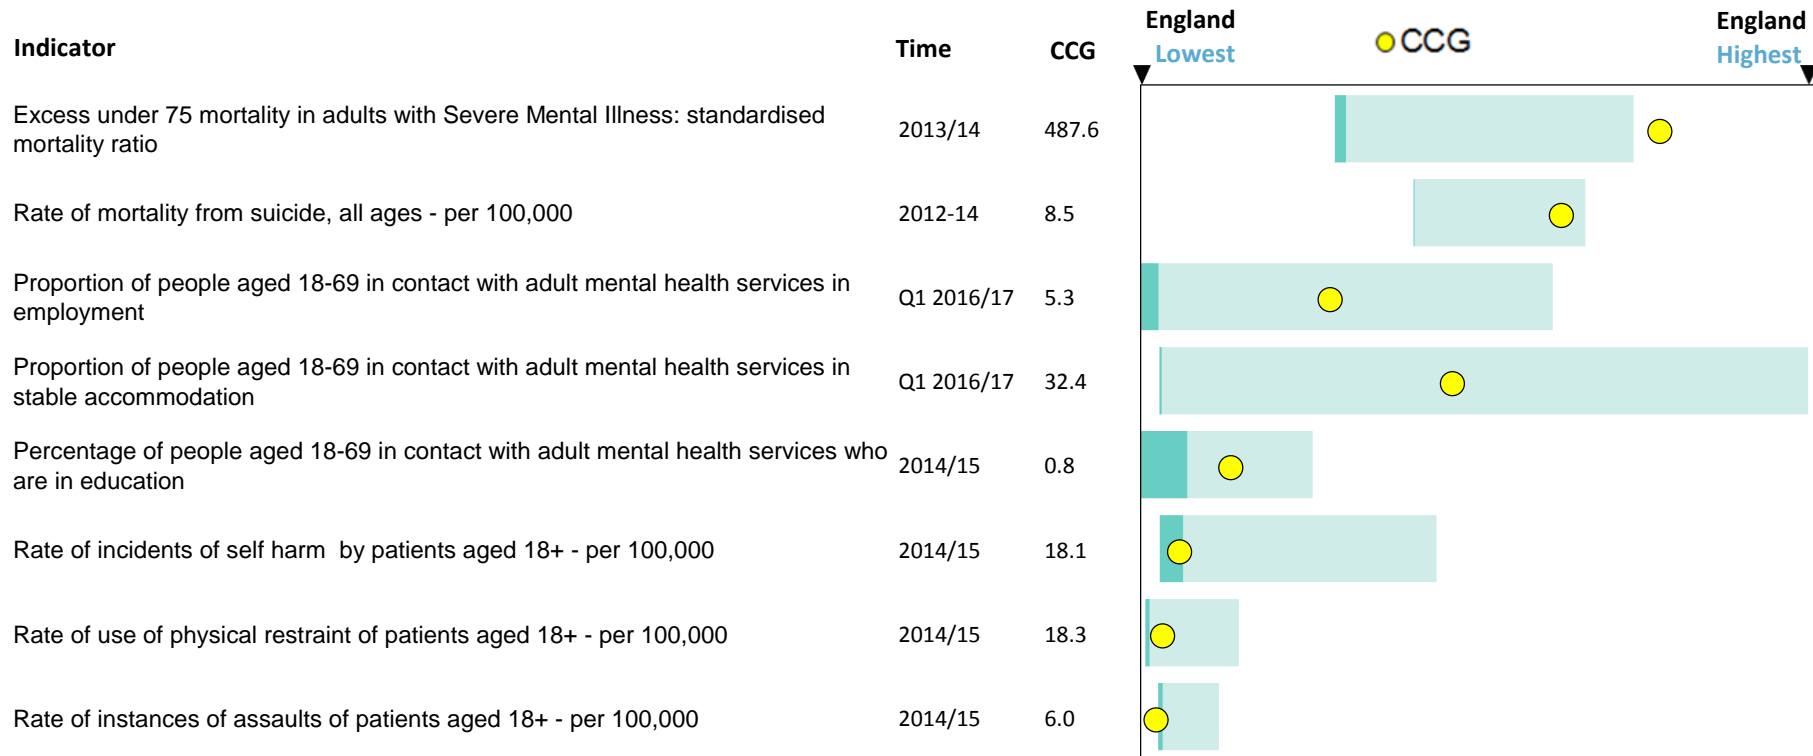 Indicator Time CCG England Lowest CCG England Highest
Excess under 75 mortality in adults with Severe Mental Illness: standardised
mortality ratio 2013/14 487.6
Rate of mortality from suicide, all ages - per 100,000 2012-14 8.5
Proportion of people aged 18-69 in contact with adult mental health services in
employment Q1 2016/17 5.3
Proportion of people aged 18-69 in contact with adult mental health services in
stable accommodation Q1 2016/17 32.4
Percentage of people aged 18-69 in contact with adult mental health services who
are in education 2014/15 0.8
Rate of incidents of self harm  by patients aged 18+ - per 100,000 2014/15 18.1
Rate of use of physical restraint of patients aged 18+ - per 100,000 2014/15 18.3
Rate of instances of assaults of patients aged 18+ - per 100,000 2014/15 6.0